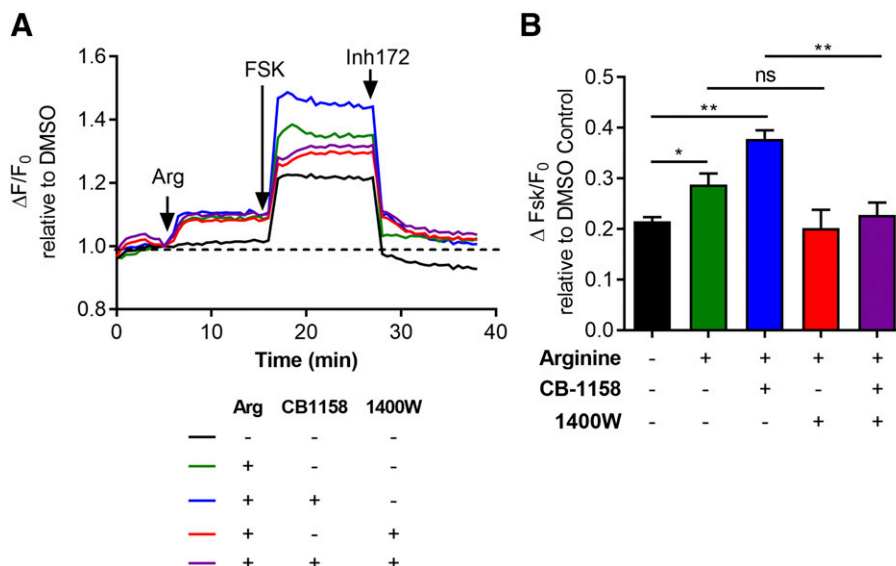 A
ΔF/F0
relative to DMSO
1.6
1.4
1.2
1.0
0.8
Arg
FSK
Inh172
0
10
20
30
40
Time (min)
Arg CB1158 1400W
- - -
+ - -
+ + -
+ - +
+ + +
B
Δ Fsk/F0
relative to DMSO Control
0.5
0.4
0.3
0.2
0.1
0.0
**
ns
**
*
Arginine - + + + +
CB-1158 - - + - +
1400W - - - + +